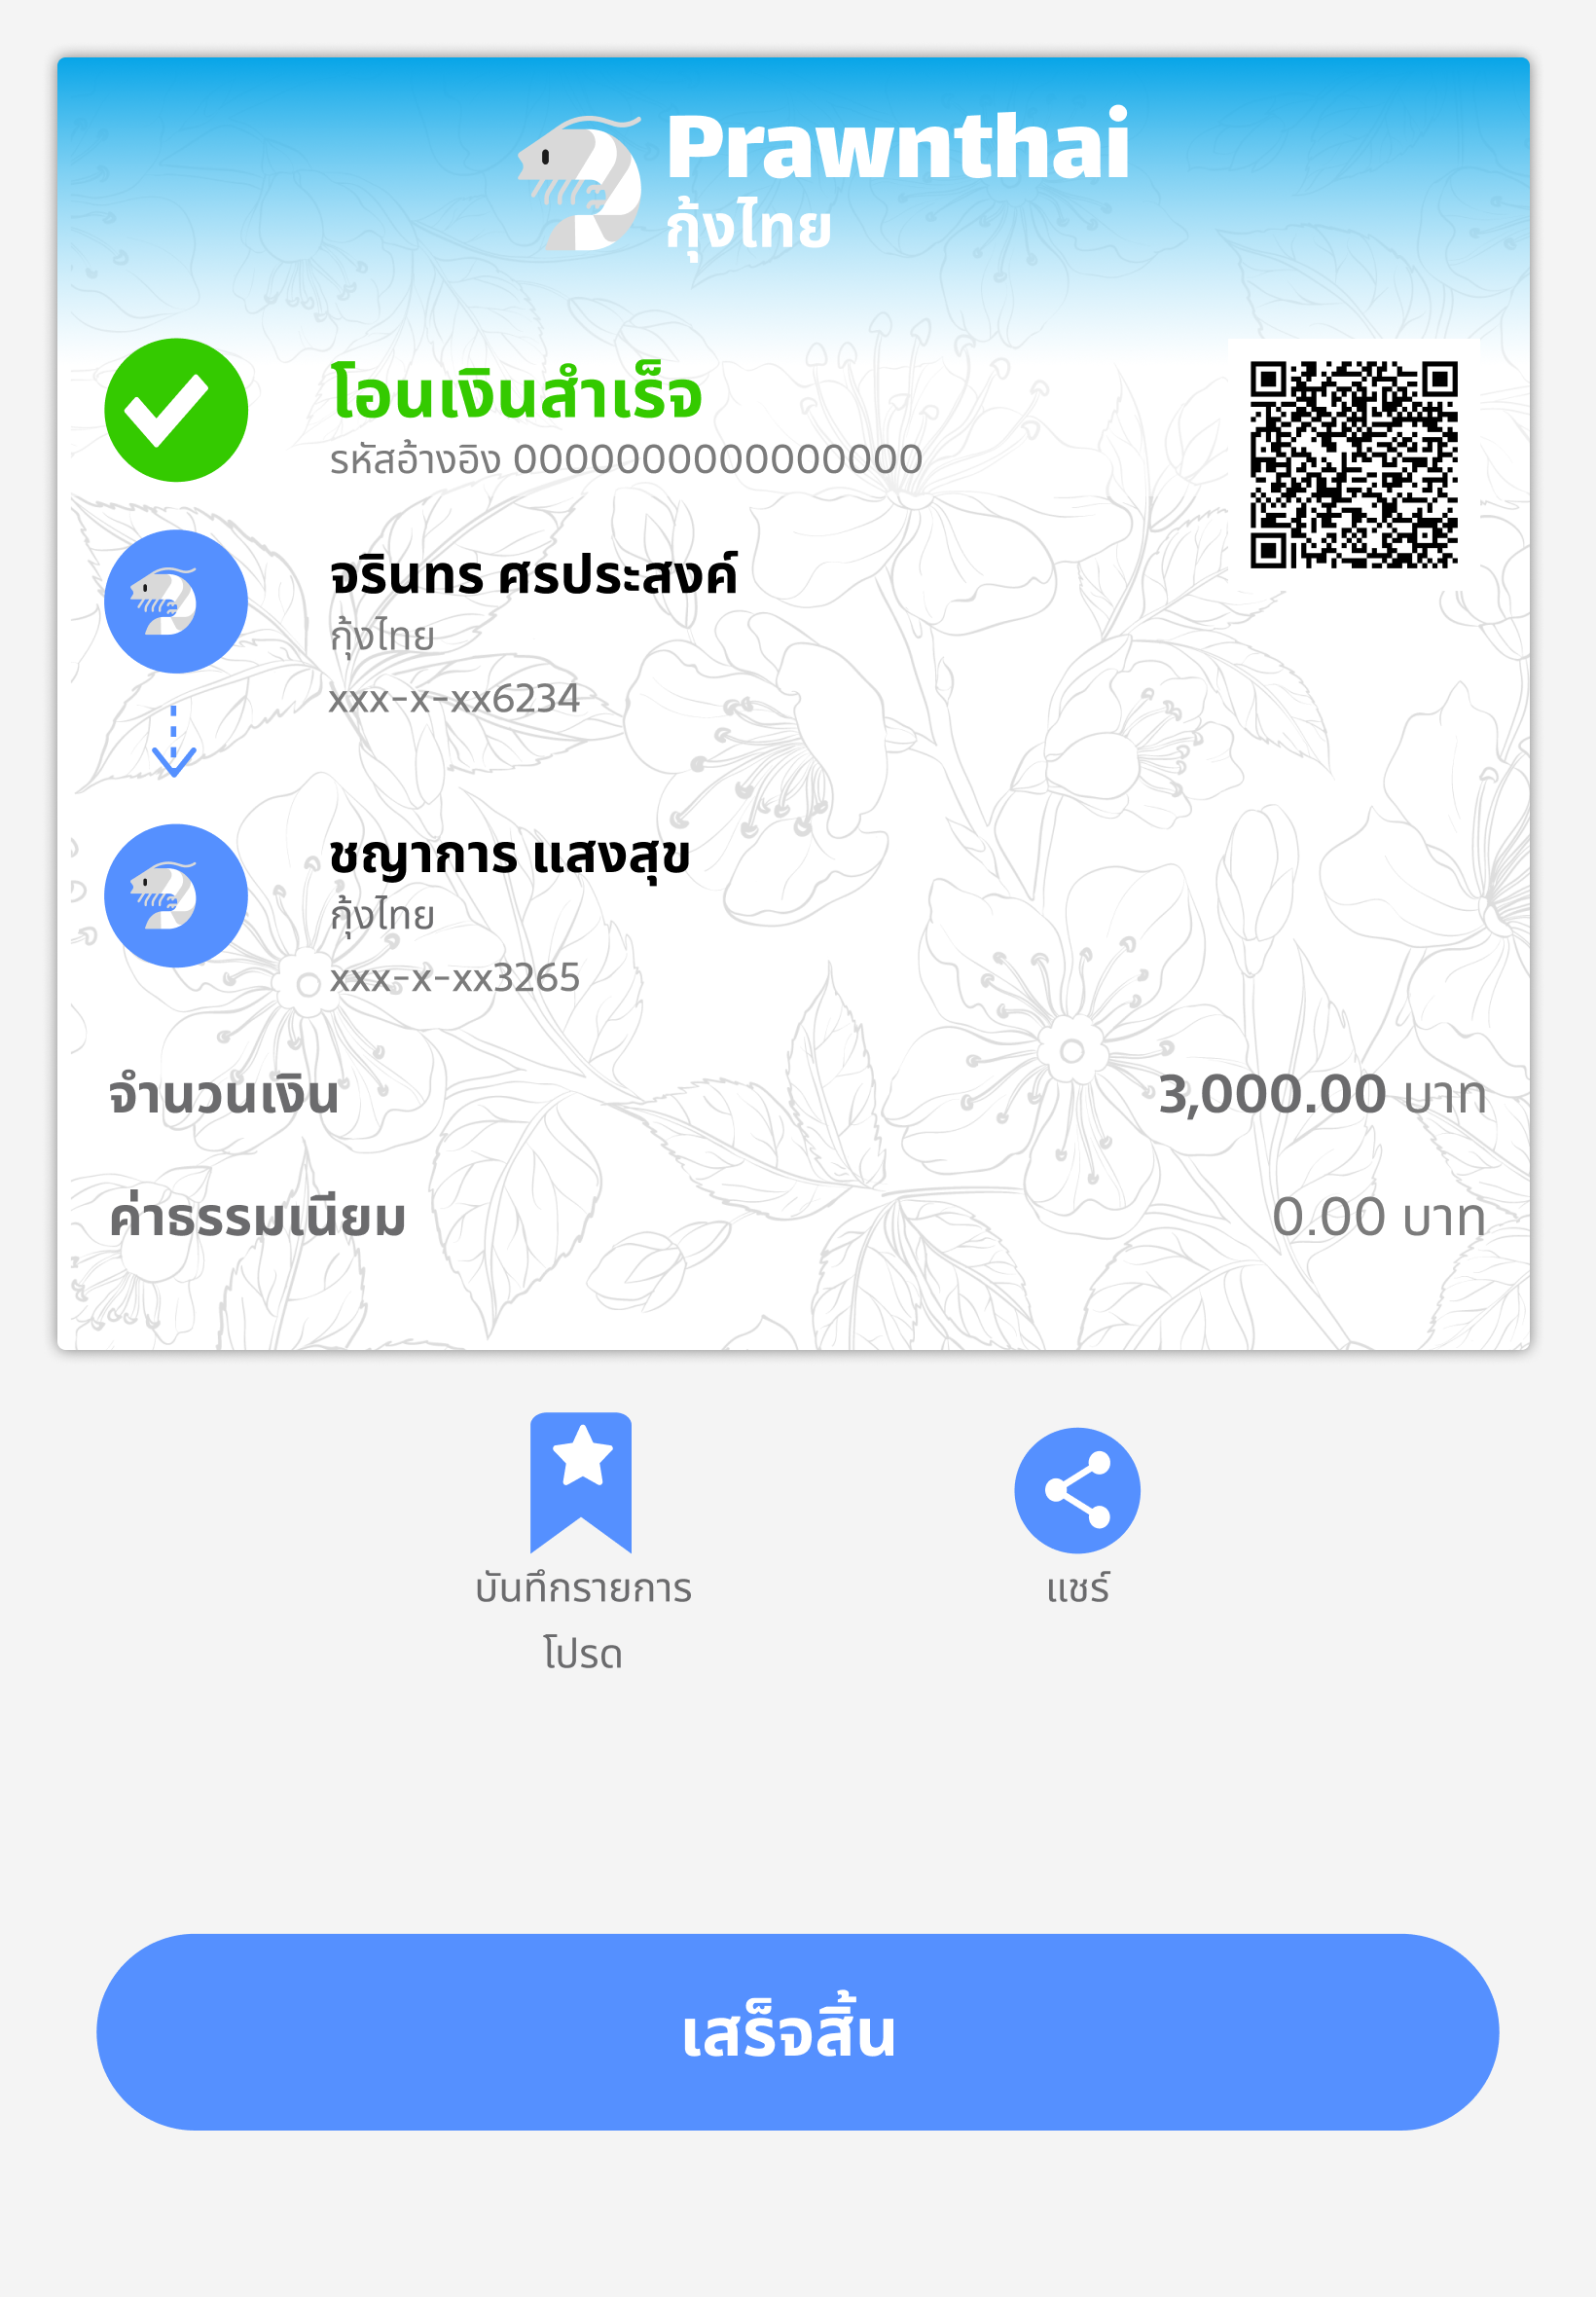 Prawnthai
กุ้งไทย
โอนเงินสำเร็จ
รหัสอ้างอิง 0000000000000000
จรินทร ศรประสงค์
กุ้งไทย
xxx-x-xx6234
ชญาการ แสงสุข
กุ้งไทย
xxx-x-xx3265
จำนวนเงิน 3,000.00 บาท
ค่าธรรมเนียม 0.00 บาท
บันทึกรายการ
โปรด
แชร์
เสร็จสิ้น